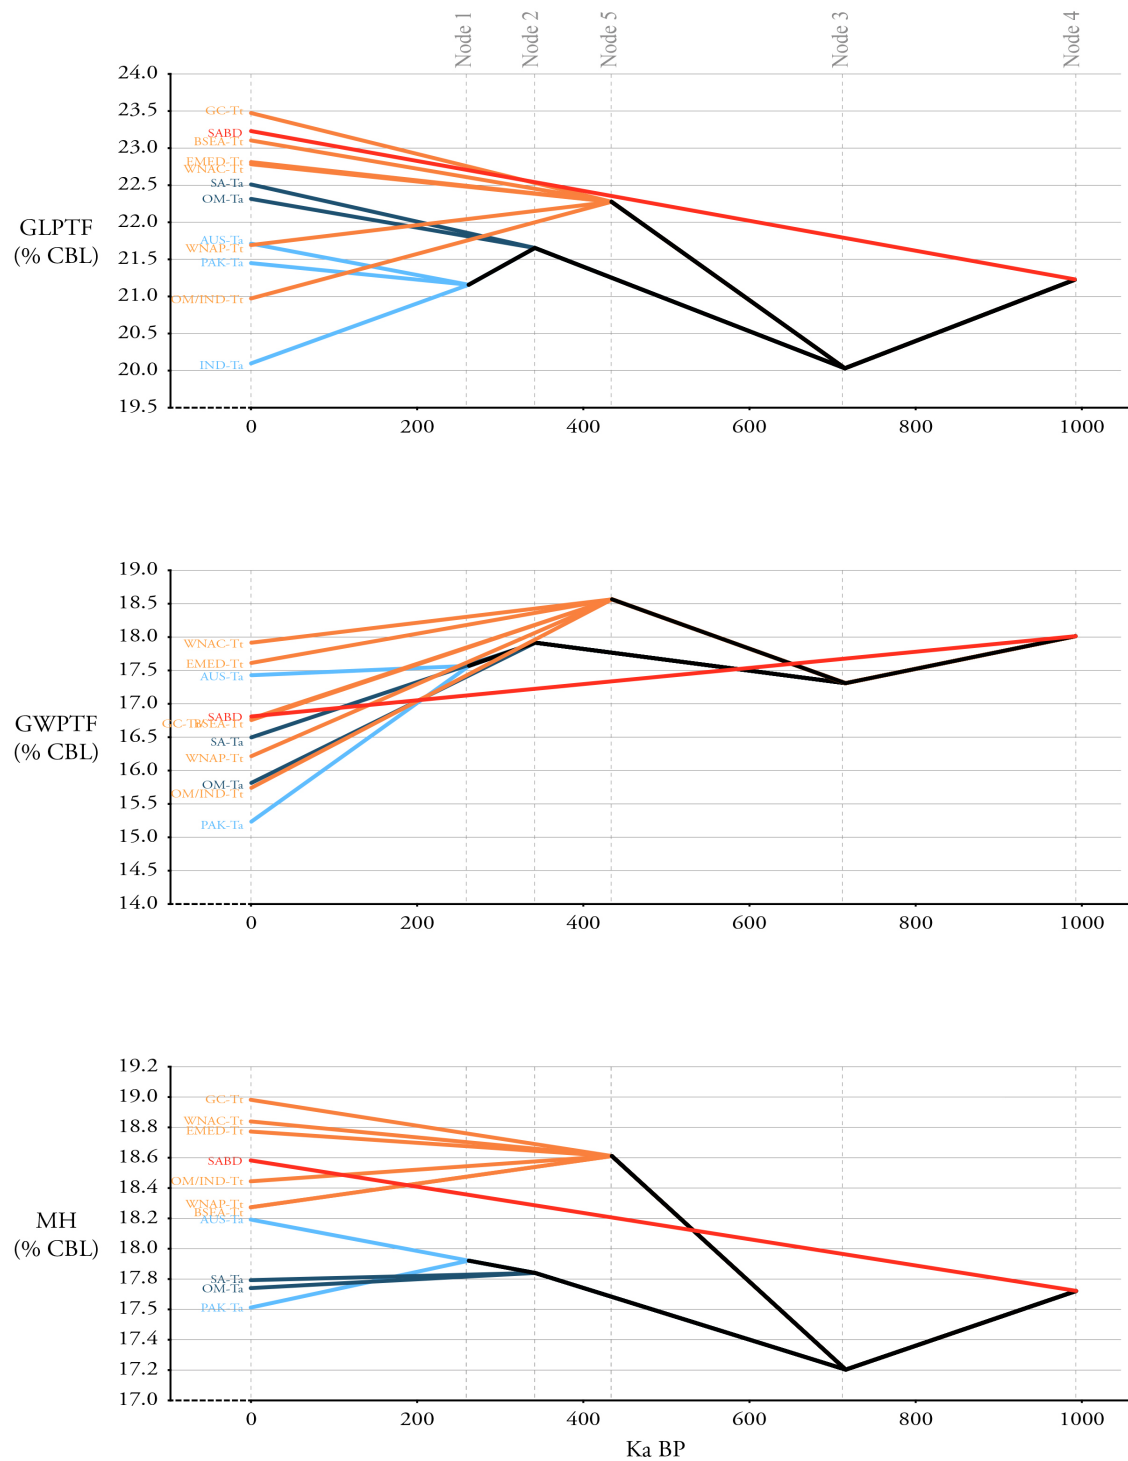 Node 1
Node 2
Node 5
Node 3
Node 4
24.0
23.5
23.0
22.5
22.0
21.5
21.0
20.5
20.0
19.5
GLPTF
(% CBL)
GC-Tt
SABD
BSEA-Tt
EMED-Tt
WNAC-Tt
SA-Ta
OM-Ta
AUS-Ta
WNAP-Tt
PAK-Ta
OM/IND-Tt
IND-Ta
0 200 400 600 800 1000
19.0
18.5
18.0
17.5
17.0
16.5
16.0
15.5
15.0
14.5
14.0
GWPTF
(% CBL)
WNAC-Tt
EMED-Tt
AUS-Ta
SABD
GC-Tt BSEA-Tt
SA-Ta
WNAP-Tt
OM-Ta
OM/IND-Tt
PAK-Ta
0 200 400 600 800 1000
19.2
19.0
18.8
18.6
18.4
18.2
18.0
17.8
17.5
17.4
17.2
17.0
MH
(% CBL)
GC-Tt
WNAC-Tt
EMED-Tt
SABD
OM/IND-Tt
WNAP-Tt
BSEA-Tt
AUS-Ta
SA-Ta
OM-Ta
PAK-Ta
0 200 400 600 800 1000
Ka BP